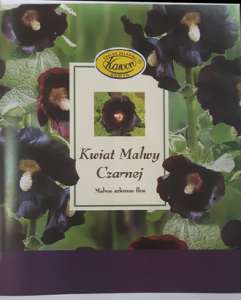 Kawon
Kwiat Malwy
Czarnej
Malvae arboreae flos